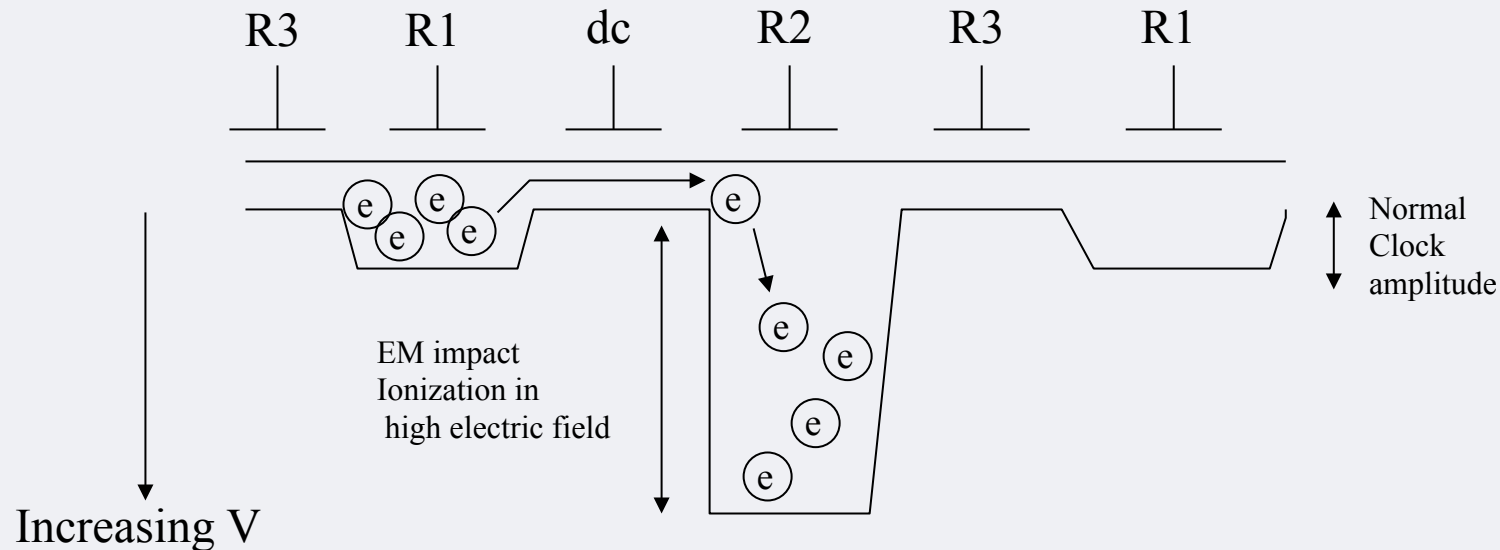 R3 R1 dc R2 R3 R1
e e e e e
Normal
Clock
amplitude
e
e
EM impact
Ionization in
high electric field
e
e
Increasing V